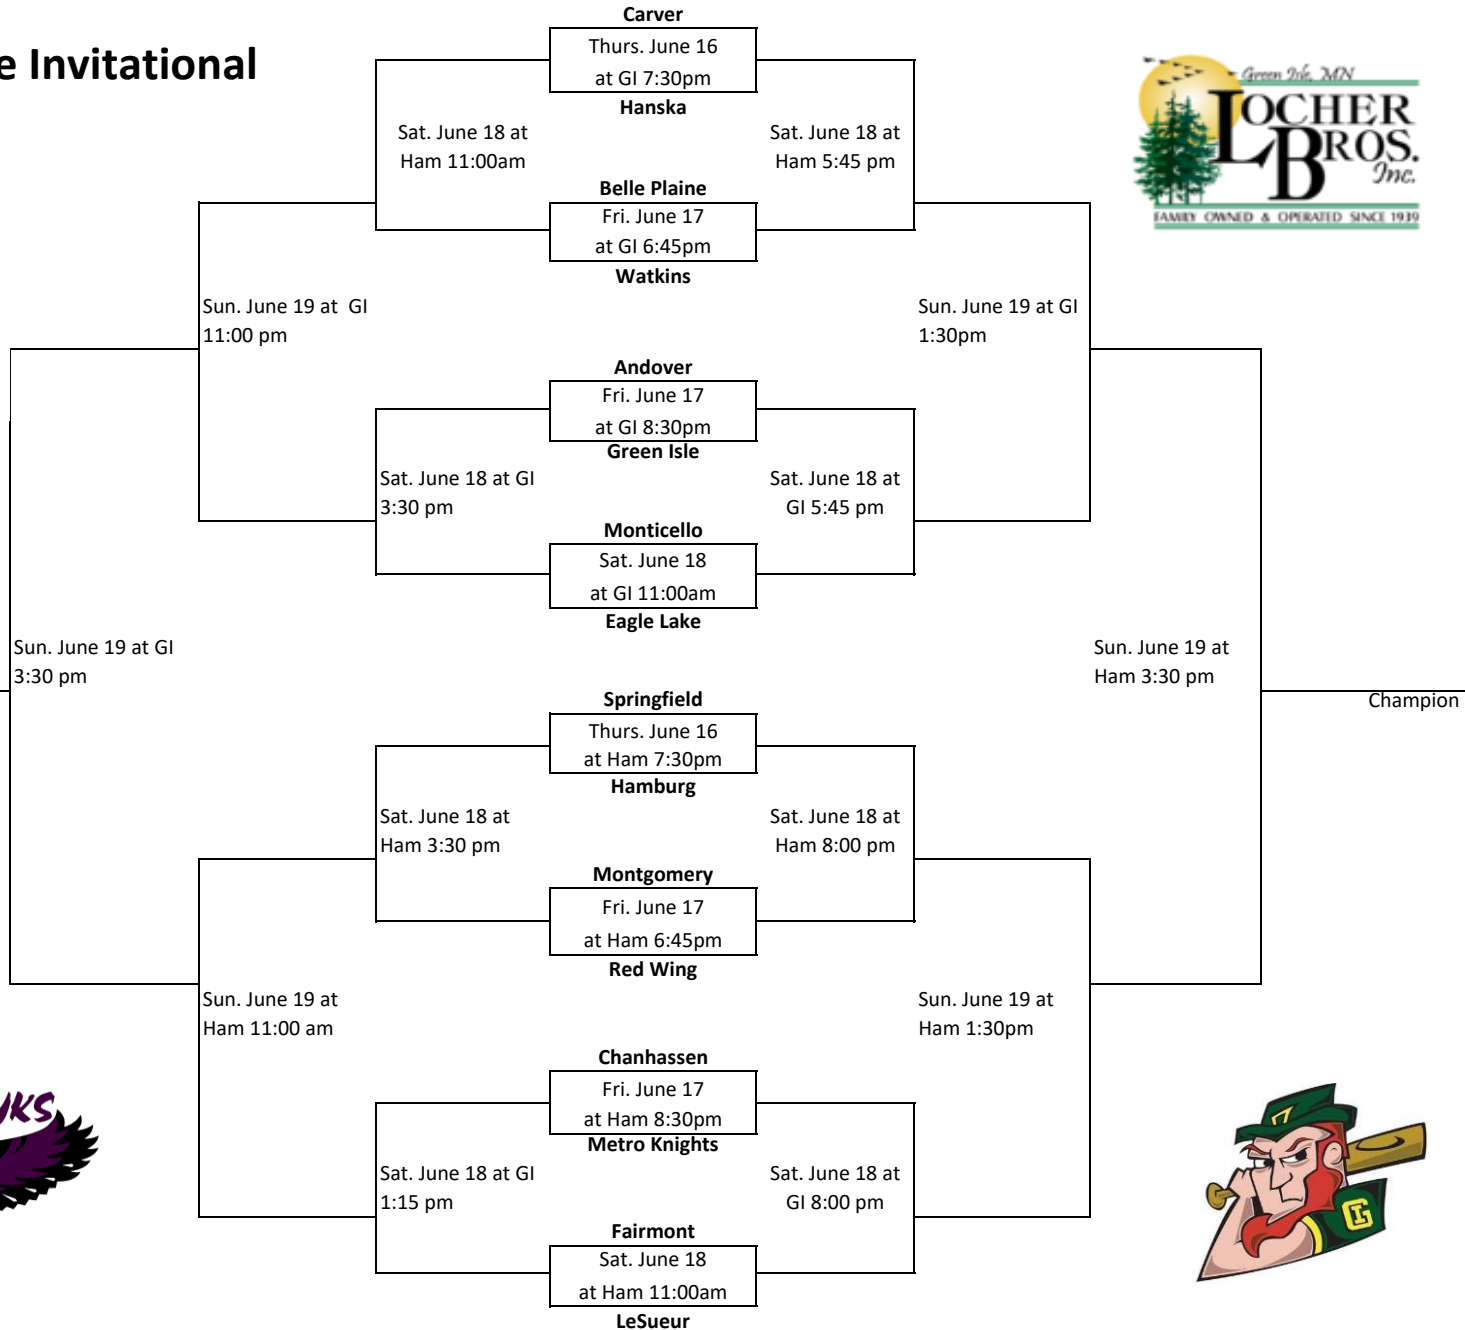 e Invitational
Carver
Thurs. June 16
at GI 7:30pm
Hanska
Sat. June 18 at
Ham 11:00am
Sat. June 18 at
Ham 5:45 pm
Green Isle, MN
LOCHER
BROS.
Inc.
FAMILY OWNED & OPERATED SINCE 1939
Belle Plaine
Fri. June 17
at GI 6:45pm
Watkins
Sun. June 19 at  GI
11:00 pm
Sun. June 19 at GI
1:30pm
Andover
Fri. June 17
at GI 8:30pm
Green Isle
Sat. June 18 at GI
3:30 pm
Sat. June 18 at
GI 5:45 pm
Monticello
Sat. June 18
at GI 11:00am
Eagle Lake
Sun. June 19 at GI
3:30 pm
Sun. June 19 at
Ham 3:30 pm
Champion
Springfield
Thurs. June 16
at Ham 7:30pm
Hamburg
Sat. June 18 at
Ham 3:30 pm
Sat. June 18 at
Ham 8:00 pm
Montgomery
Fri. June 17
at Ham 6:45pm
Red Wing
Sun. June 19 at
Ham 11:00 am
Sun. June 19 at
Ham 1:30pm
Chanhassen
Fri. June 17
at Ham 8:30pm
Metro Knights
Sat. June 18 at GI
1:15 pm
Sat. June 18 at
GI 8:00 pm
Fairmont
Sat. June 18
at Ham 11:00am
LeSueur
GI